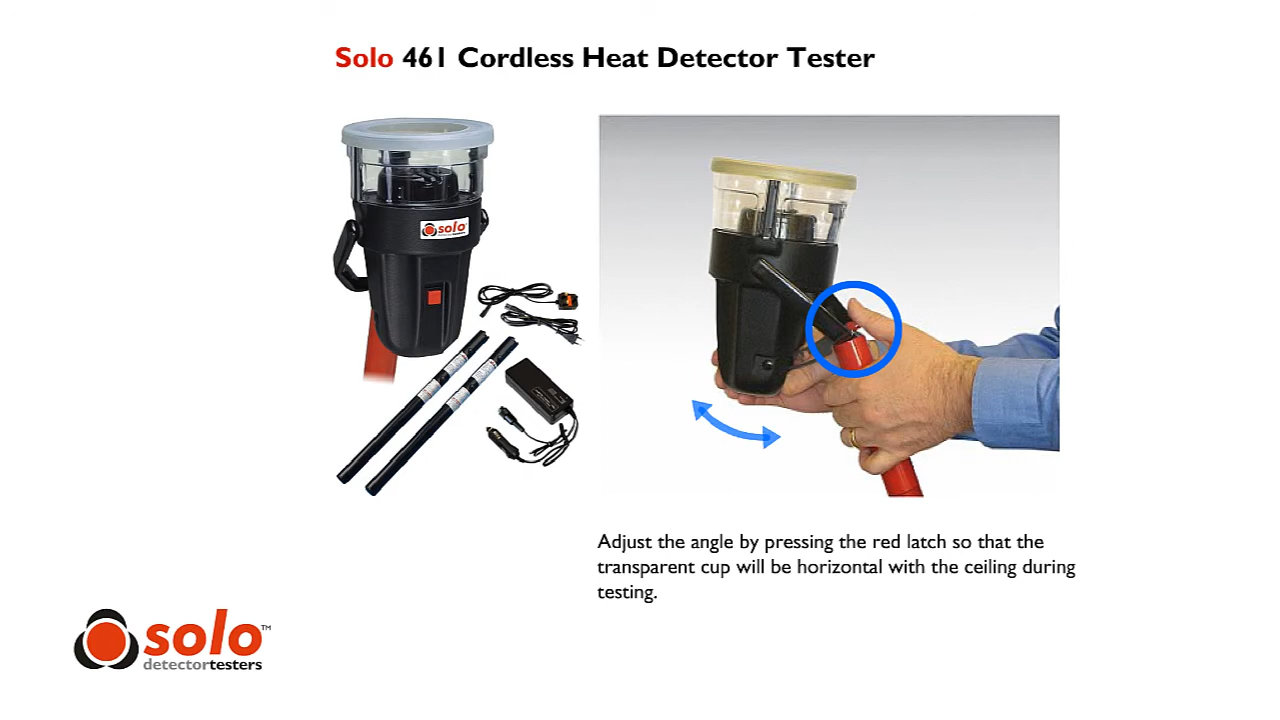 Solo 461 Cordless Heat Detector Tester
solo
Adjust the angle by pressing the red latch so that the
transparent cup will be horizontal with the ceiling during
testing.
solo™
detectortesters